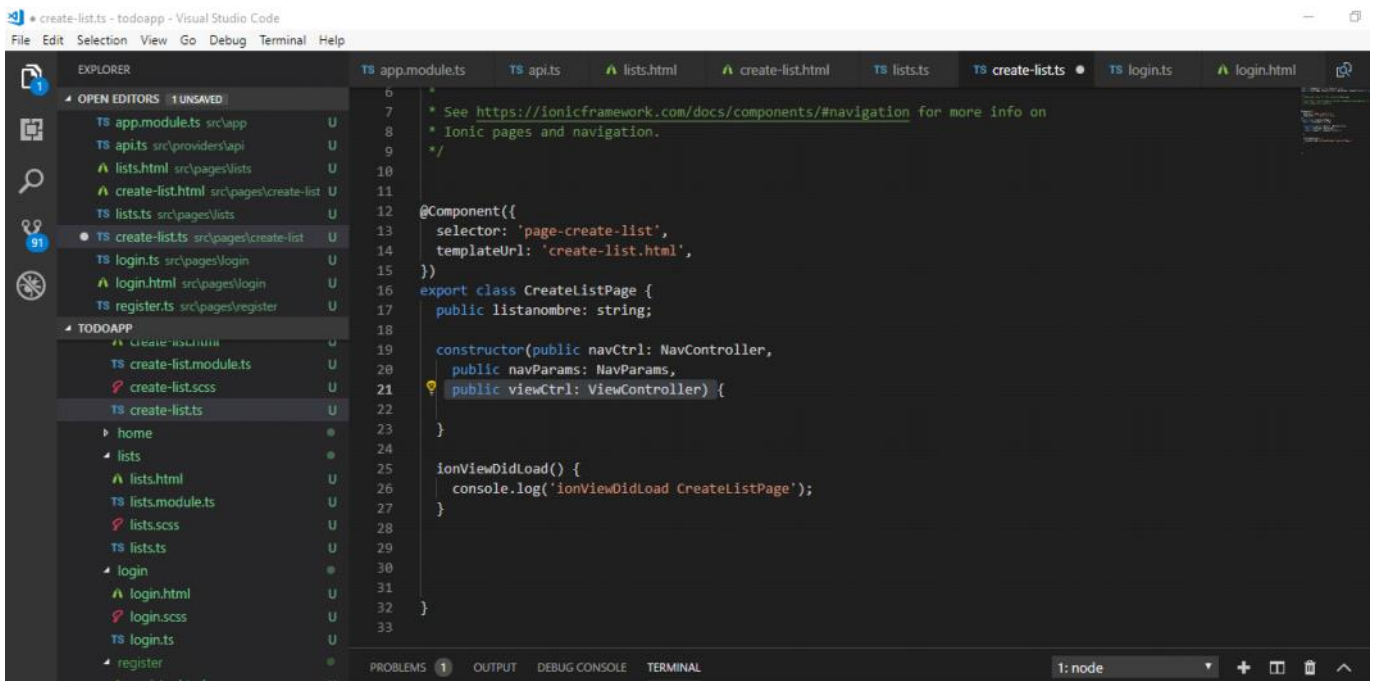 ● create-list.ts - todoapp - Visual Studio Code
File Edit Selection View Go Debug Terminal Help
EXPLORER
OPEN EDITORS 1 UNSAVED
TS app.module.ts src\app U
TS api.ts src\providers\api U
lists.html src\pages\lists U
create-list.html src\pages\create-list U
TS lists.ts src\pages\lists U
● TS create-list.ts src\pages\create-list U
TS login.ts src\pages\login U
login.html src\pages\login U
TS register.ts src\pages\register U
TODOAPP
create-list.html U
TS create-list.module.ts U
create-list.scss U
TS create-list.ts U
home
lists
lists.html U
TS lists.module.ts U
lists.scss U
TS lists.ts U
login
login.html U
login.scss U
TS login.ts U
register
1
91
TS app.module.ts TS api.ts lists.html create-list.html TS lists.ts TS create-list.ts ● TS login.ts login.html
6 *
7 * See https://ionicframework.com/docs/components/#navigation for more info on
8 * Ionic pages and navigation.
9 */
10
11
12 @Component({
13 selector: 'page-create-list',
14 templateUrl: 'create-list.html',
15 })
16 export class CreateListPage {
17 public listanombre: string;
18
19 constructor(public navCtrl: NavController,
20 public navParams: NavParams,
21 public viewCtrl: ViewController) {
22
23 }
24
25 ionViewDidLoad() {
26 console.log('ionViewDidLoad CreateListPage');
27 }
28
29
30
31
32 }
33
PROBLEMS 1 OUTPUT DEBUG CONSOLE TERMINAL 1: node